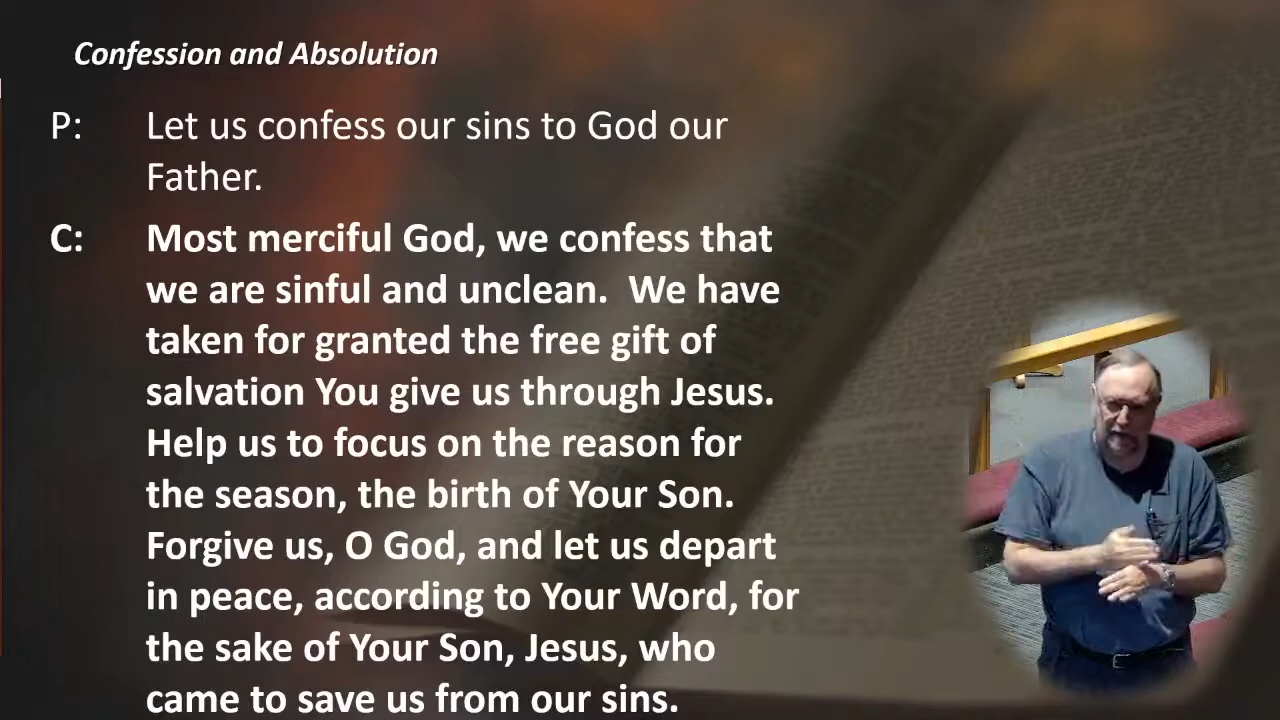 Confession and Absolution
P: Let us confess our sins to God our
Father.
C: Most merciful God, we confess that
we are sinful and unclean.  We have
taken for granted the free gift of
salvation You give us through Jesus.
Help us to focus on the reason for
the season, the birth of Your Son.
Forgive us, O God, and let us depart
in peace, according to Your Word, for
the sake of Your Son, Jesus, who
came to save us from our sins.